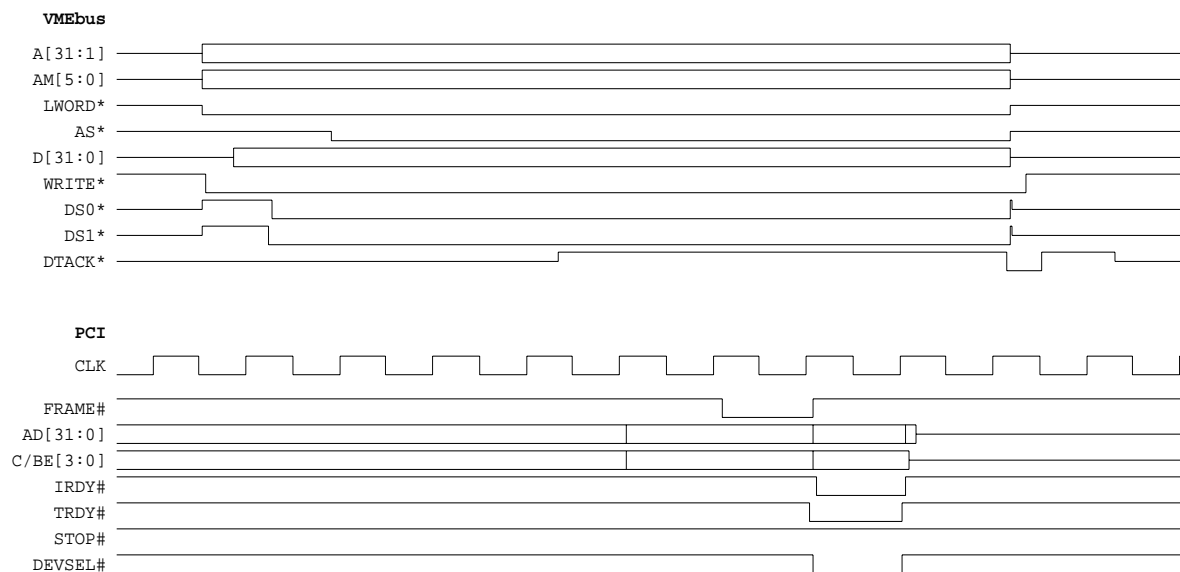 VMEbus
A[31:1]
AM[5:0]
LWORD*
AS*
D[31:0]
WRITE*
DS0*
DS1*
DTACK*
PCI
CLK
FRAME#
AD[31:0]
C/BE[3:0]
IRDY#
TRDY#
STOP#
DEVSEL#